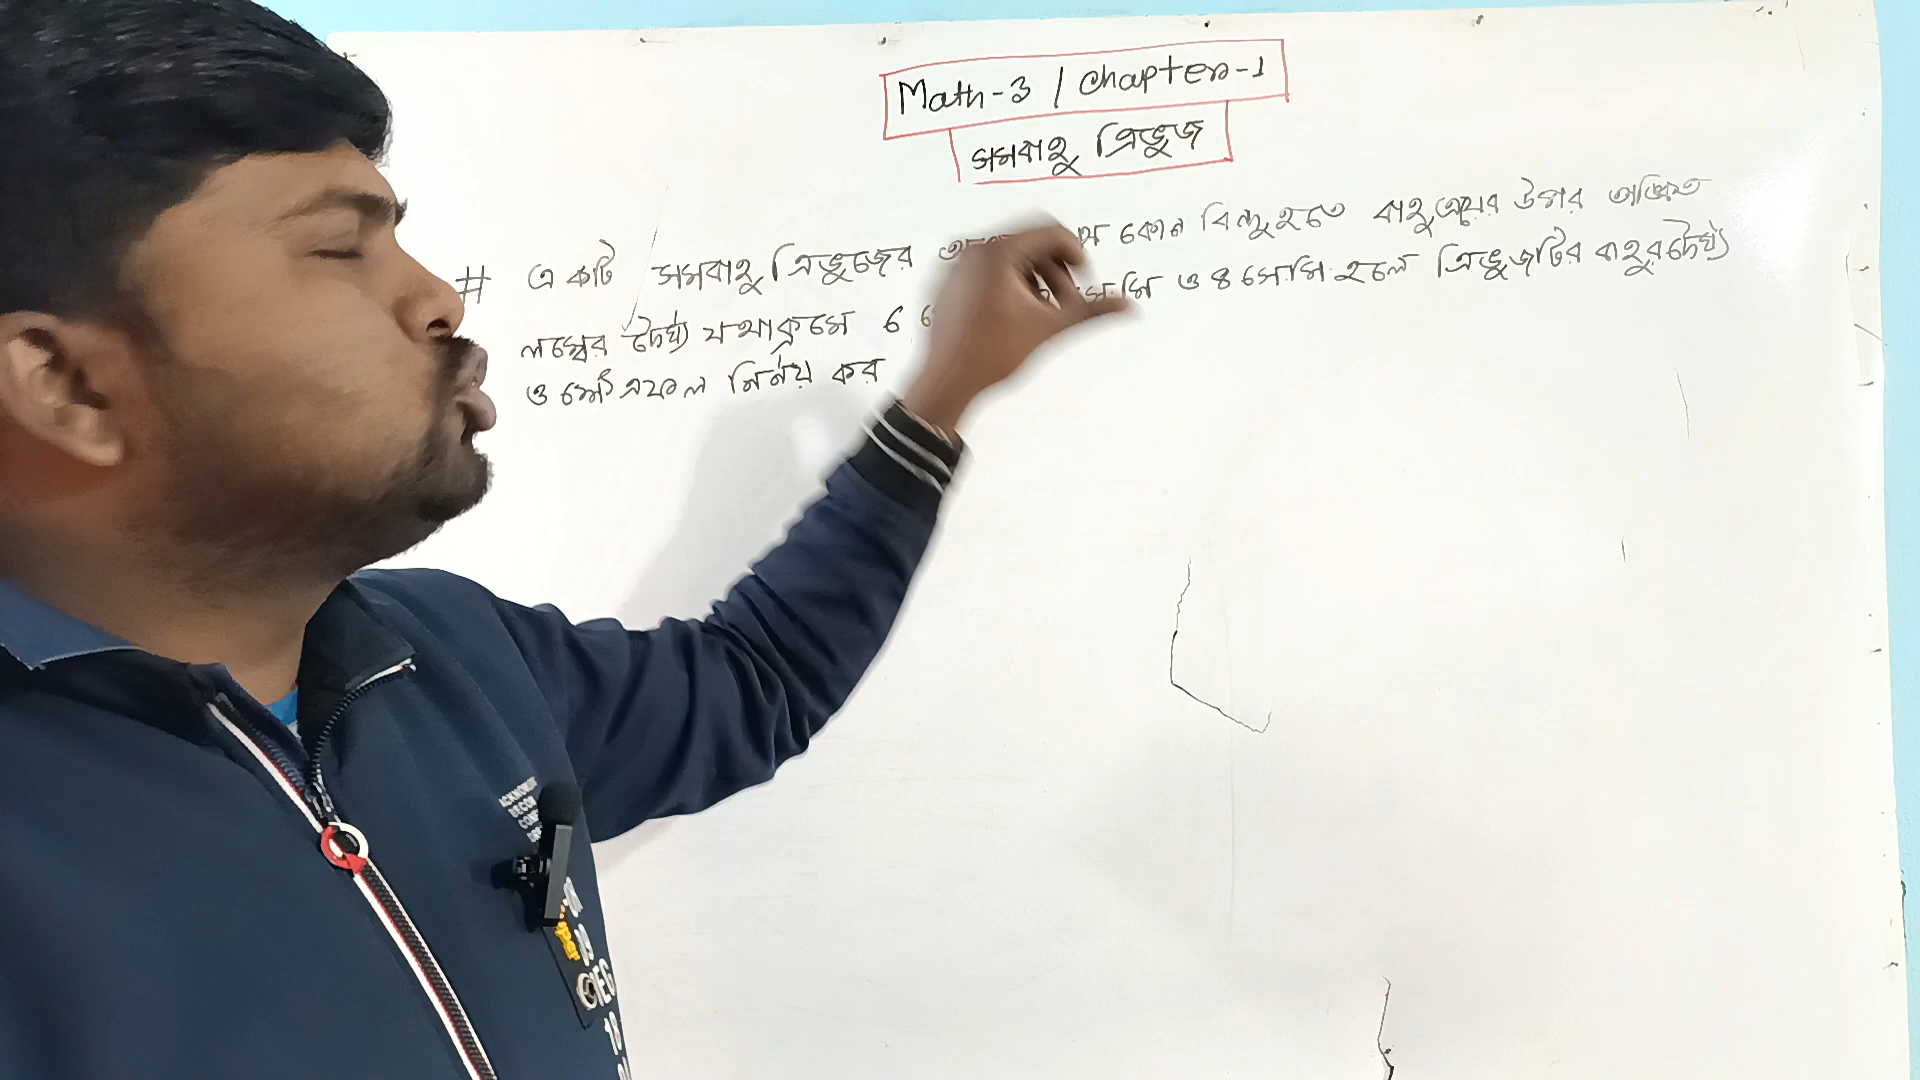 Math-3 / Chapter-1
সমবাহু ত্রিভুজ
# একটি সমবাহু ত্রিভুজের কোন বিন্দু হতে বাহুত্রয়ের উপর অঙ্কিত
লম্বের দৈর্ঘ্য যথাক্রমে ৬ সে.মি ও ৪ সে.মি. হলে ত্রিভুজটির বাহুর দৈর্ঘ্য
ও ক্ষেত্রফল নির্ণয় কর